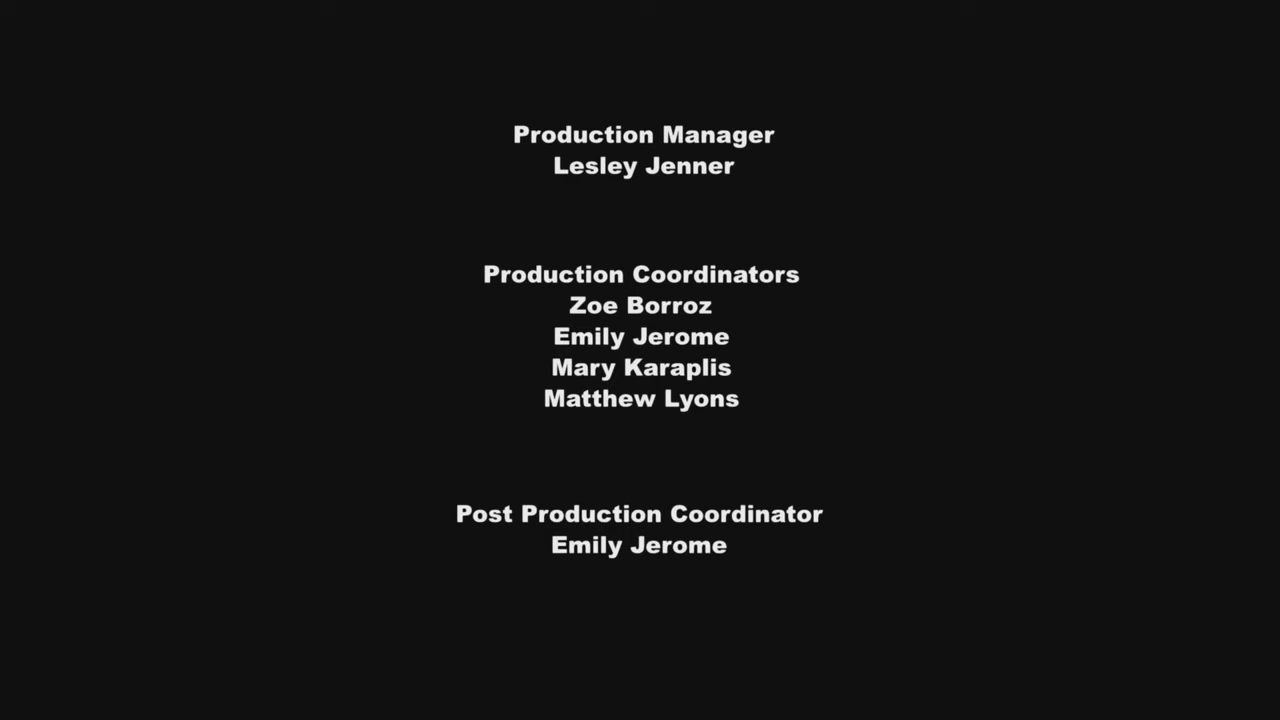 Production Manager
Lesley Jenner
Production Coordinators
Zoe Borroz
Emily Jerome
Mary Karaplis
Matthew Lyons
Post Production Coordinator
Emily Jerome